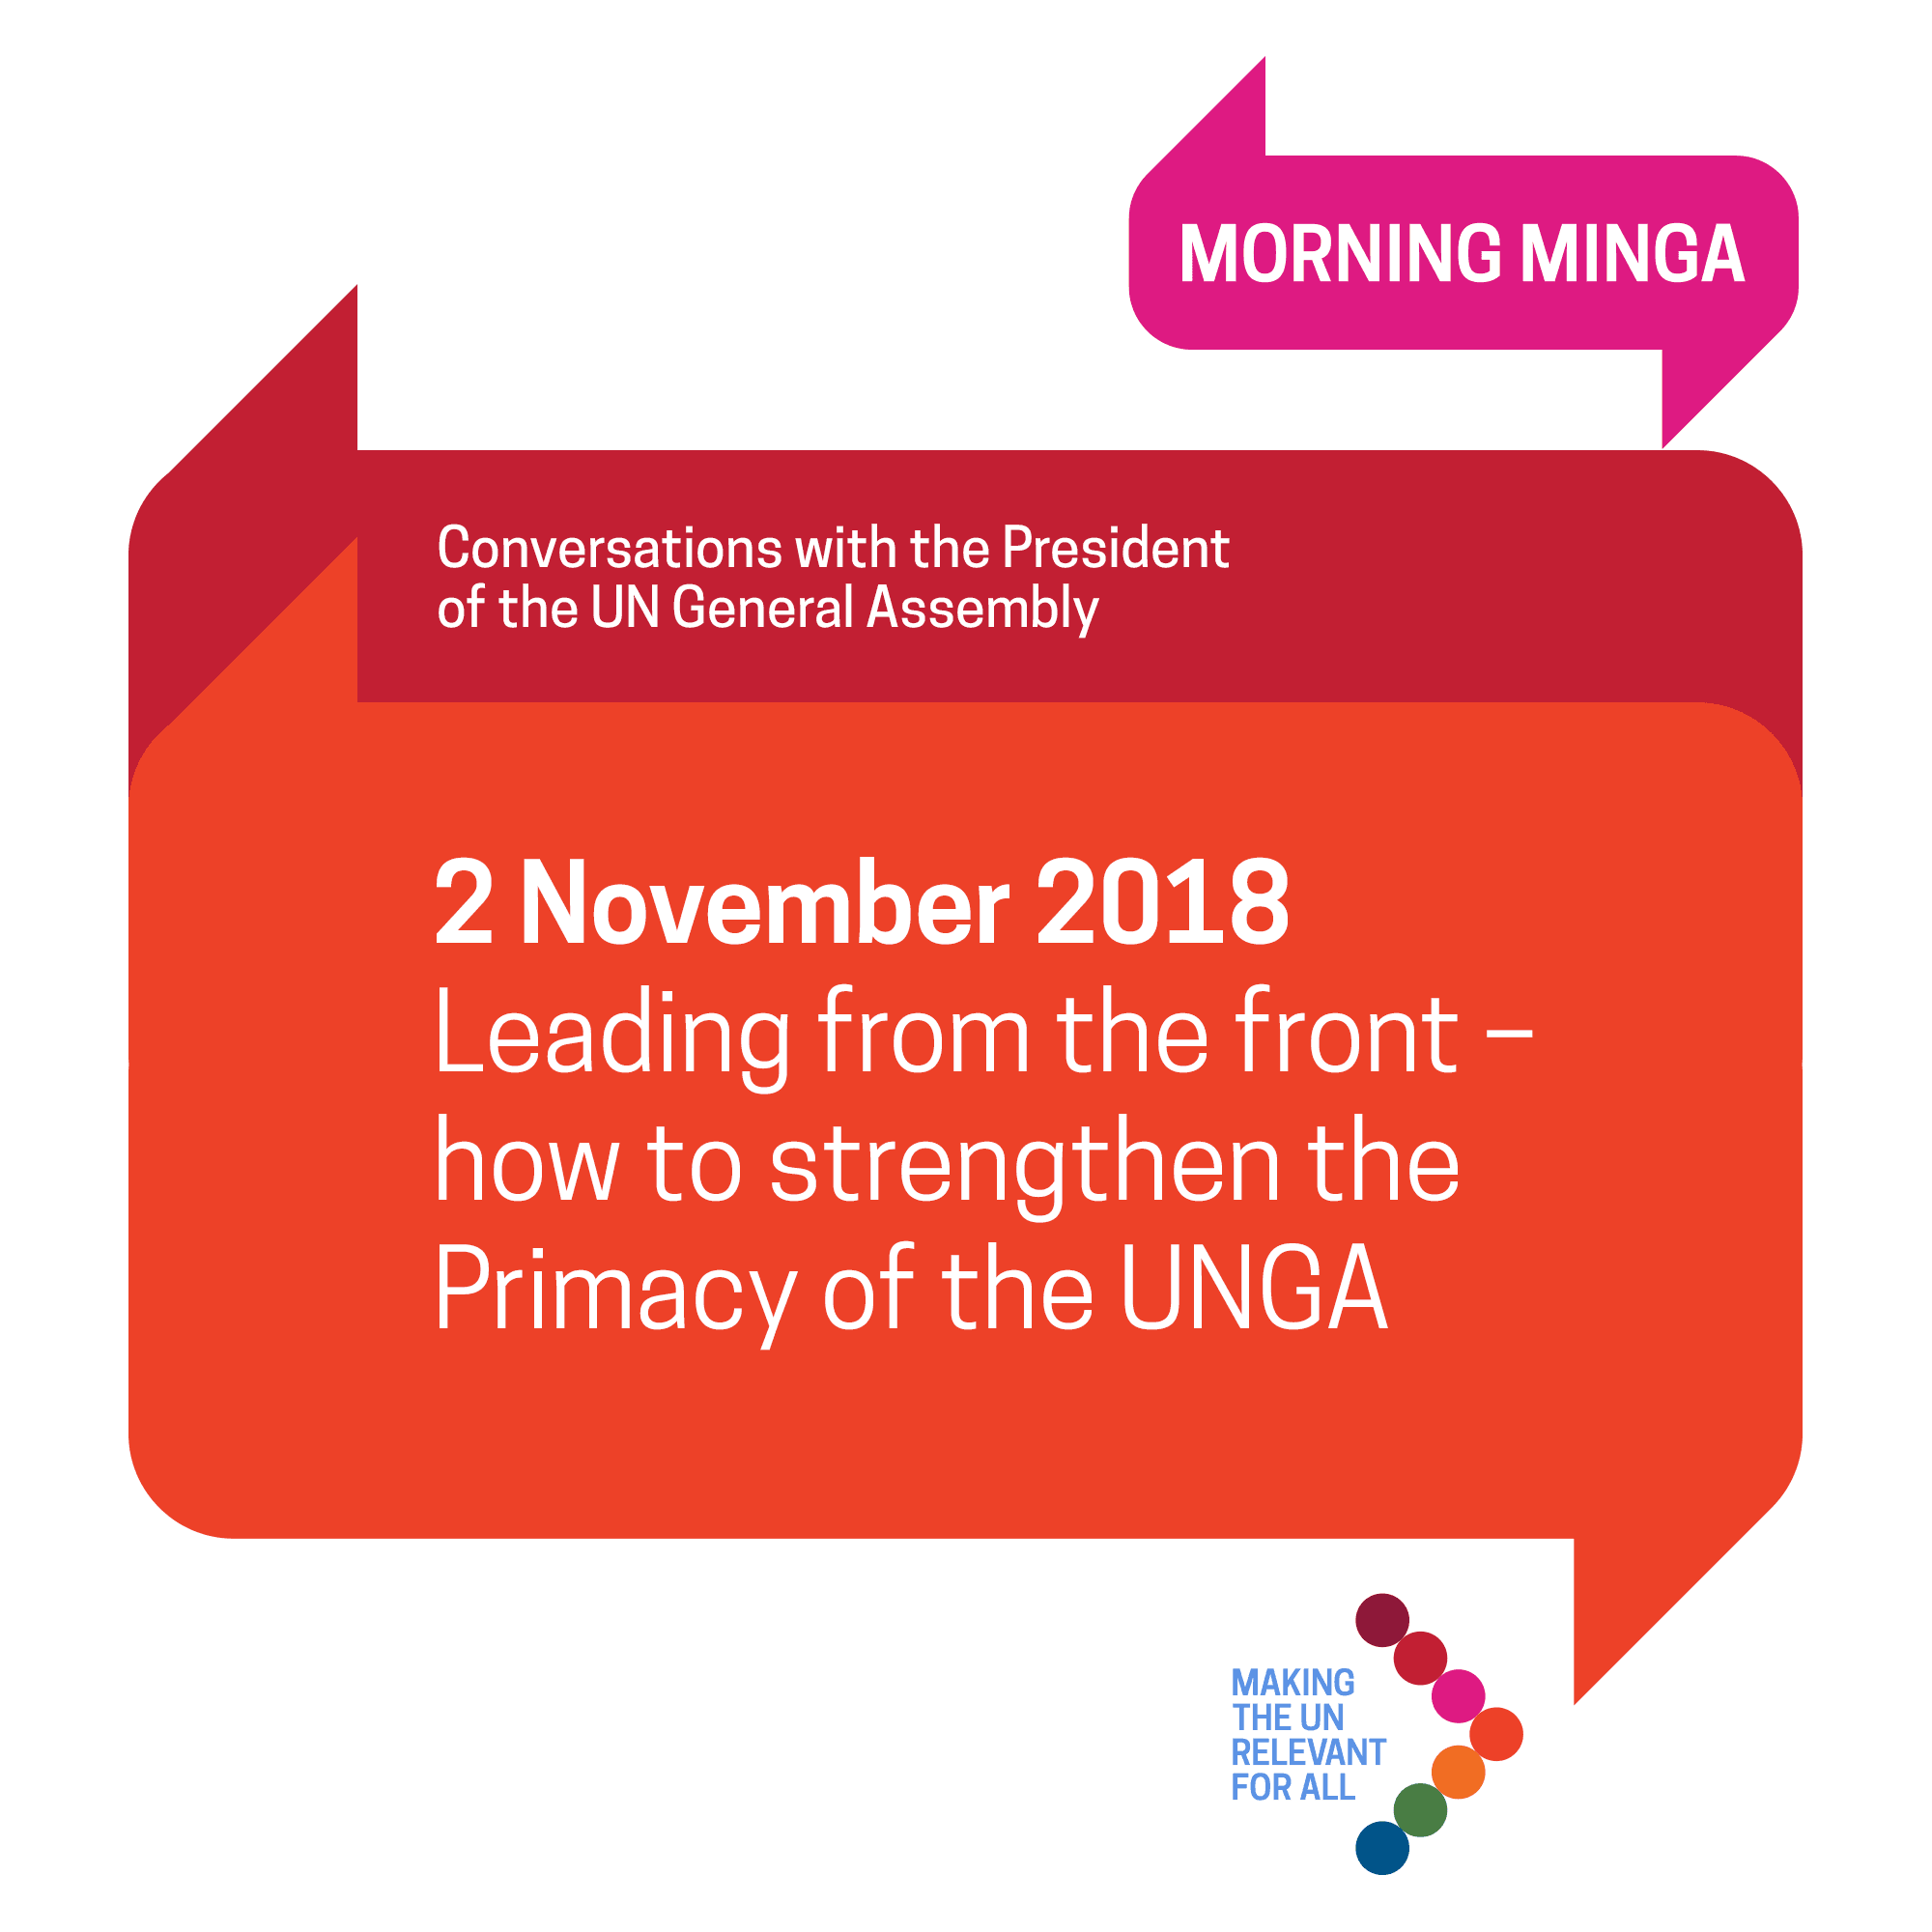 MORNING MINGA
Conversations with the President
of the UN General Assembly
2 November 2018
Leading from the front –
how to strengthen the
Primacy of the UNGA
MAKING
THE UN
RELEVANT
FOR ALL